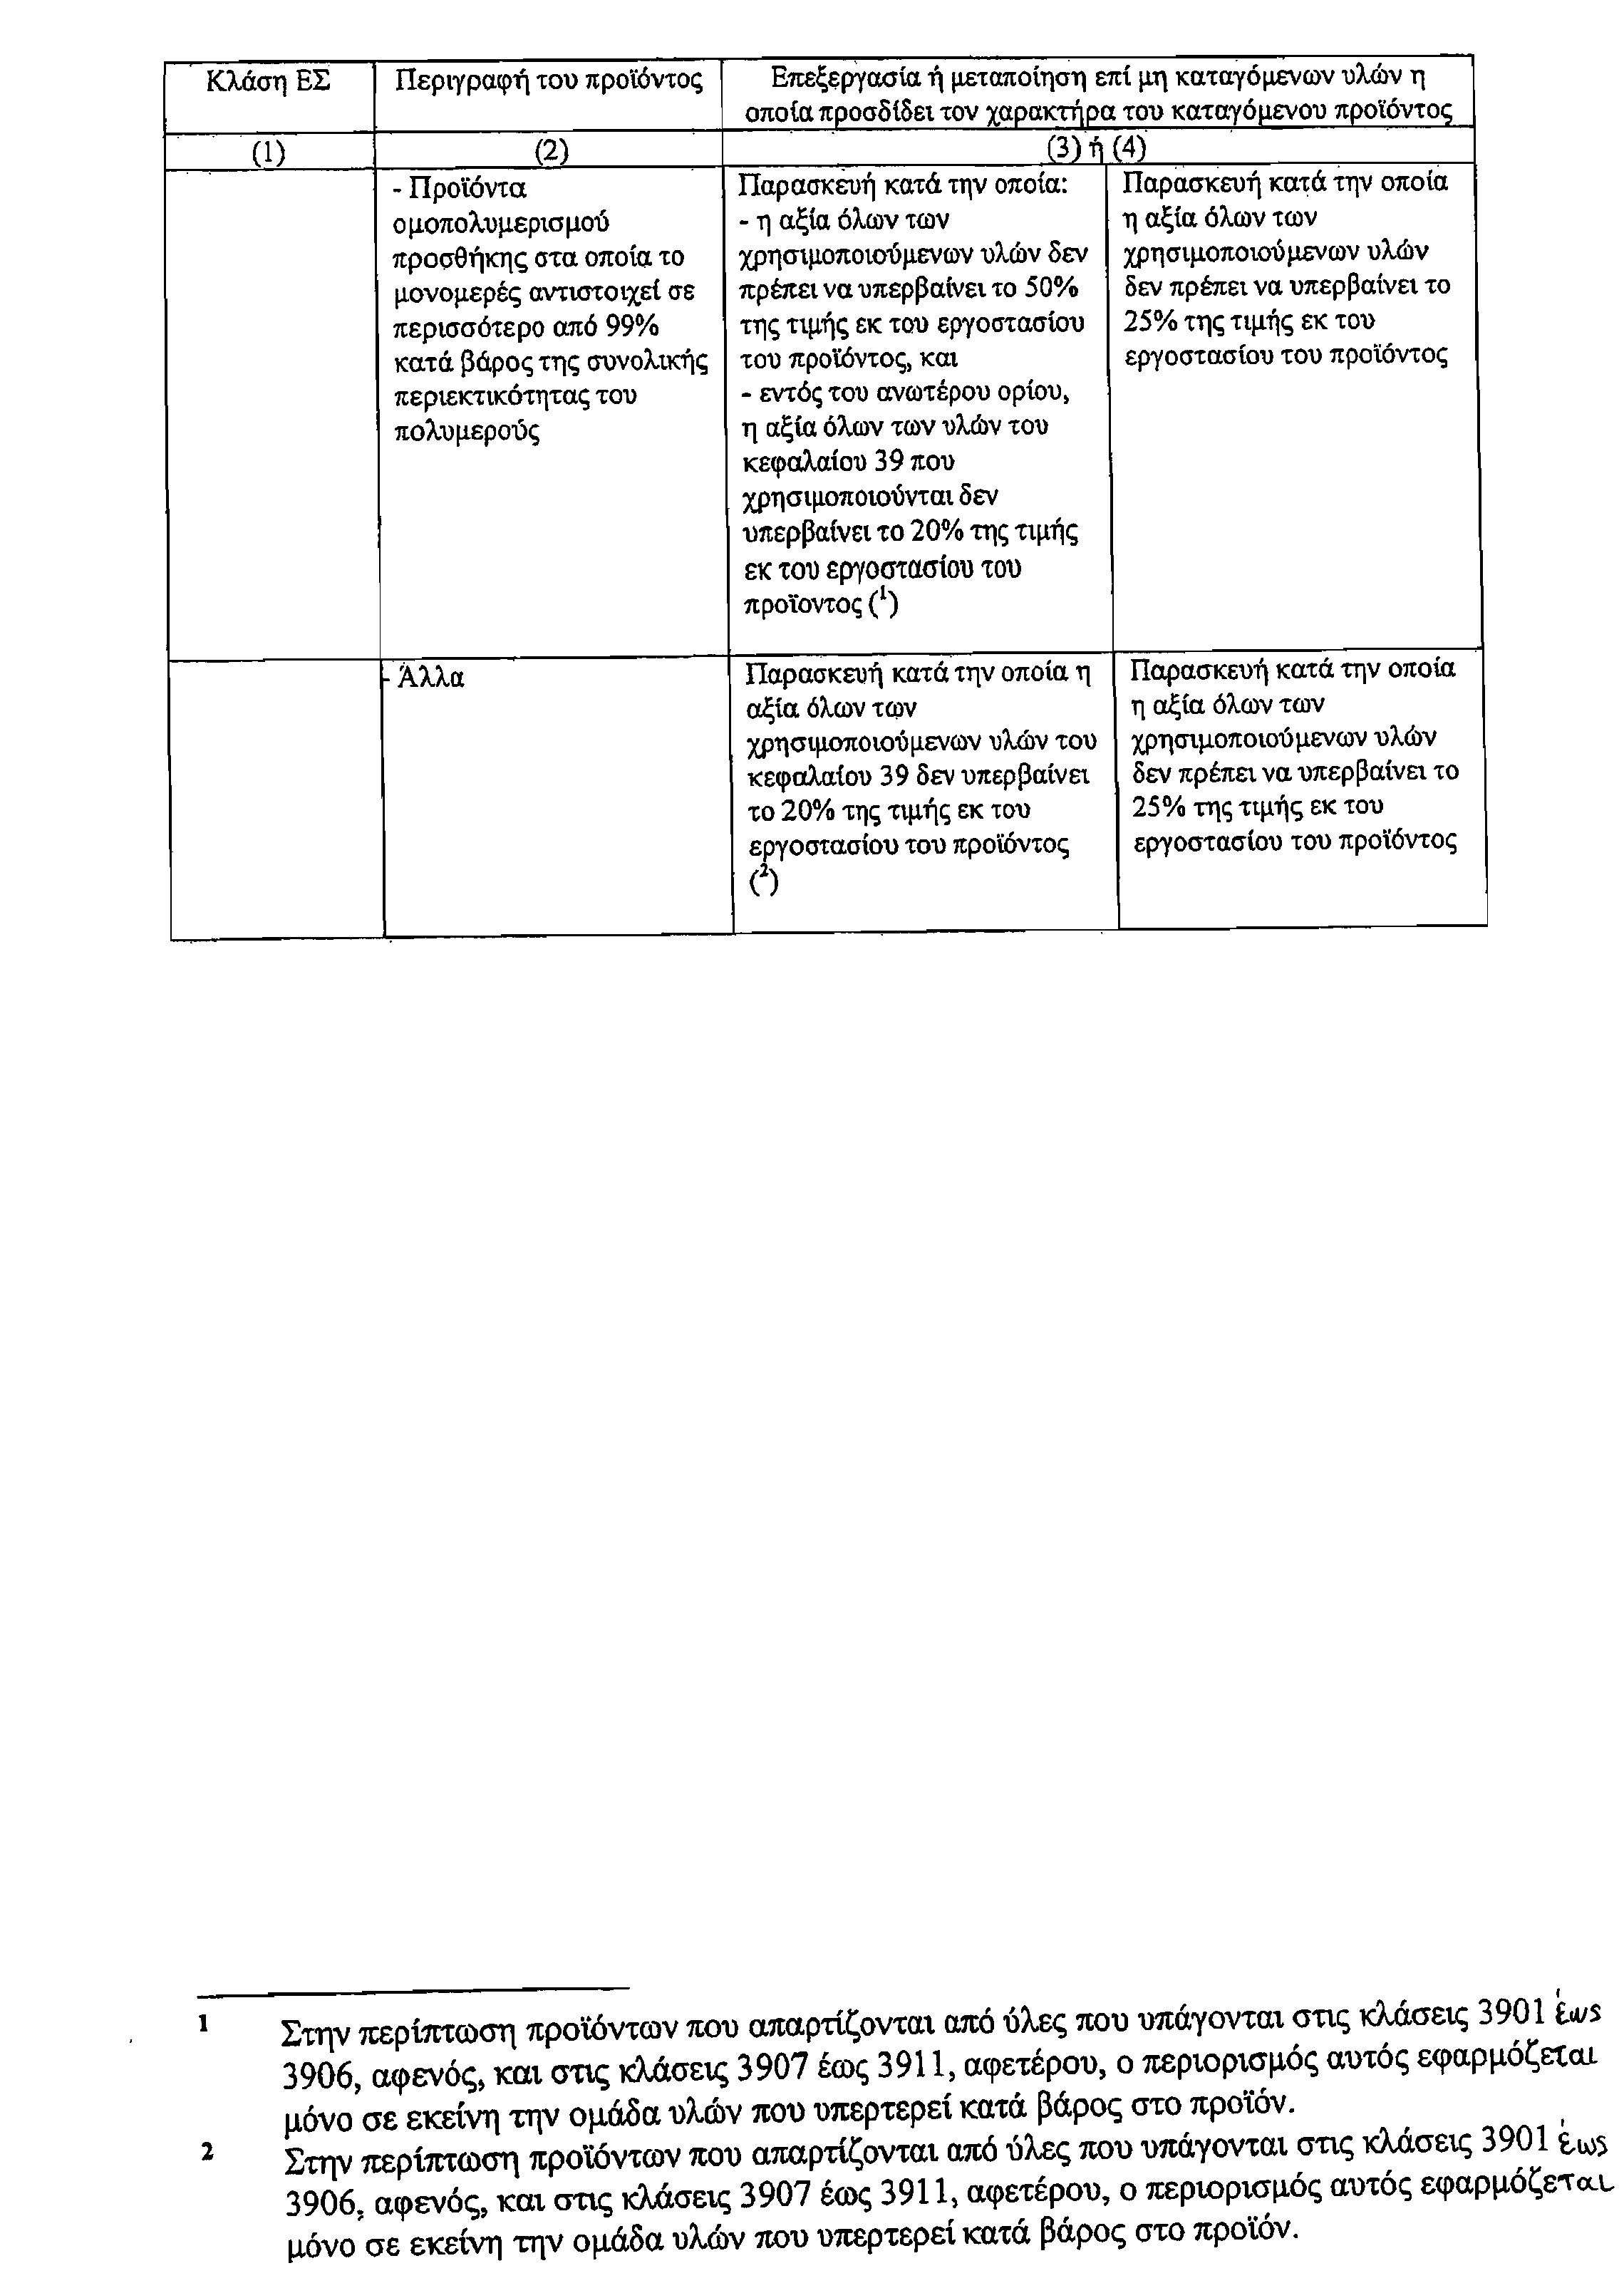 Κλάση ΕΣ
Περιγραφή του προϊόντος
Επεξεργασία ή μεταποίηση επί μη καταγόμενων υλών η
οποία προσδίδει τον χαρακτήρα του καταγόμενου προϊόντος
(1)
(2)
(3) ή (4)
- Προϊόντα
ομοπολυμερισμού
προσθήκης στα οποία το
μονομερές αντιστοιχεί σε
περισσότερο από 99%
κατά βάρος της συνολικής
περιεκτικότητας του
πολυμερούς
Παρασκευή κατά την οποία:
- η αξία όλων των
χρησιμοποιούμενων υλών δεν
πρέπει να υπερβαίνει το 50%
της τιμής εκ του εργοστασίου
του προϊόντος, και
- εντός του ανωτέρου ορίου,
η αξία όλων των υλών του
κεφαλαίου 39 που
χρησιμοποιούνται δεν
υπερβαίνει το 20% της τιμής
εκ του εργοστασίου του
προϊοντος (1)
Παρασκευή κατά την οποία
η αξία όλων των
χρησιμοποιούμενων υλών
δεν πρέπει να υπερβαίνει το
25% της τιμής εκ του
εργοστασίου του προϊόντος
- Άλλα
Παρασκευή κατά την οποία η
αξία όλων των
χρησιμοποιούμενων υλών του
κεφαλαίου 39 δεν υπερβαίνει
το 20% της τιμής εκ του
εργοστασίου του προϊόντος
(2)
Παρασκευή κατά την οποία
η αξία όλων των
χρησιμοποιούμενων υλών
δεν πρέπει να υπερβαίνει το
25% της τιμής εκ του
εργοστασίου του προϊόντος
1 Στην περίπτωση προϊόντων που απαρτίζονται από ύλες που υπάγονται στις κλάσεις 3901 έως
3906, αφενός, και στις κλάσεις 3907 έως 3911, αφετέρου, ο περιορισμός αυτός εφαρμόζεται
μόνο σε εκείνη την ομάδα υλών που υπερτερεί κατά βάρος στο προϊόν.
2 Στην περίπτωση προϊόντων που απαρτίζονται από ύλες που υπάγονται στις κλάσεις 3901 έως
3906, αφενός, και στις κλάσεις 3907 έως 3911, αφετέρου, ο περιορισμός αυτός εφαρμόζεται
μόνο σε εκείνη την ομάδα υλών που υπερτερεί κατά βάρος στο προϊόν.